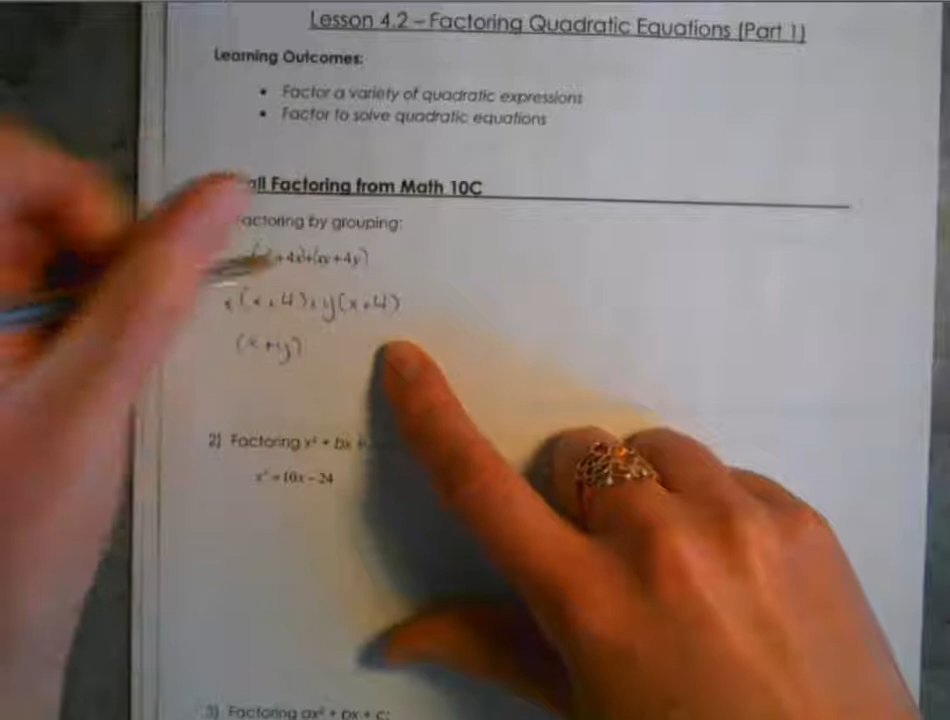 Lesson 4.2 – Factoring Quadratic Equations (Part 1)
Learning Outcomes:
• Factor a variety of quadratic expressions
• Factor to solve quadratic equations
Factoring from Math 10C
Factoring by grouping:
+4x)+(xy+4y)
x(x+4)+y(x+4)
(x+y)
2) Factoring x² + bx +
x²+10x−24
3) Factoring ax² + bx + c: